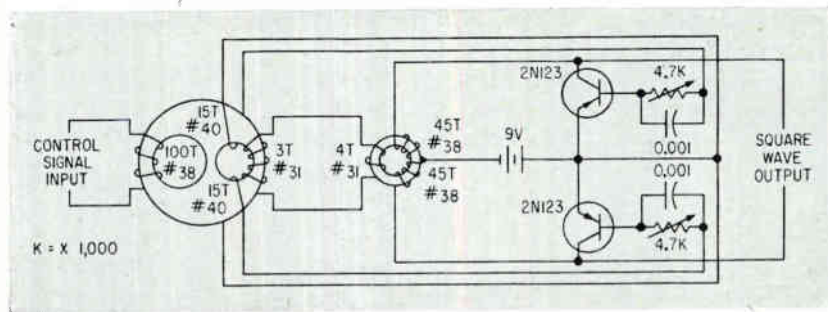 2N123
4.7K
15T
#40
45T
#38
CONTROL
SIGNAL
INPUT
100T
#38
3T
#31
4T
#31
9V
0.001
SQUARE
WAVE
OUTPUT
0.001
45T
#38
15T
#40
2N123
4.7K
K = X 1,000